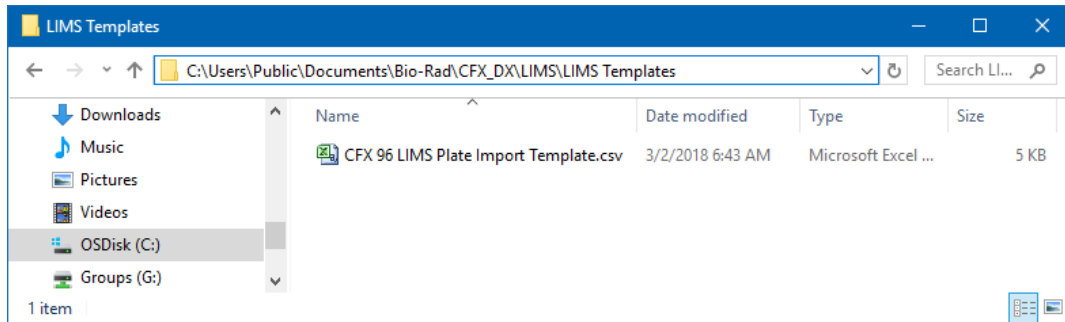 LIMS Templates
C:\Users\Public\Documents\Bio-Rad\CFX_DX\LIMS\LIMS Templates Search LI...
Downloads
Music
Pictures
Videos
OSDisk (C:)
Groups (G:)
Name Date modified Type Size
CFX 96 LIMS Plate Import Template.csv 3/2/2018 6:43 AM Microsoft Excel ... 5 KB
1 item